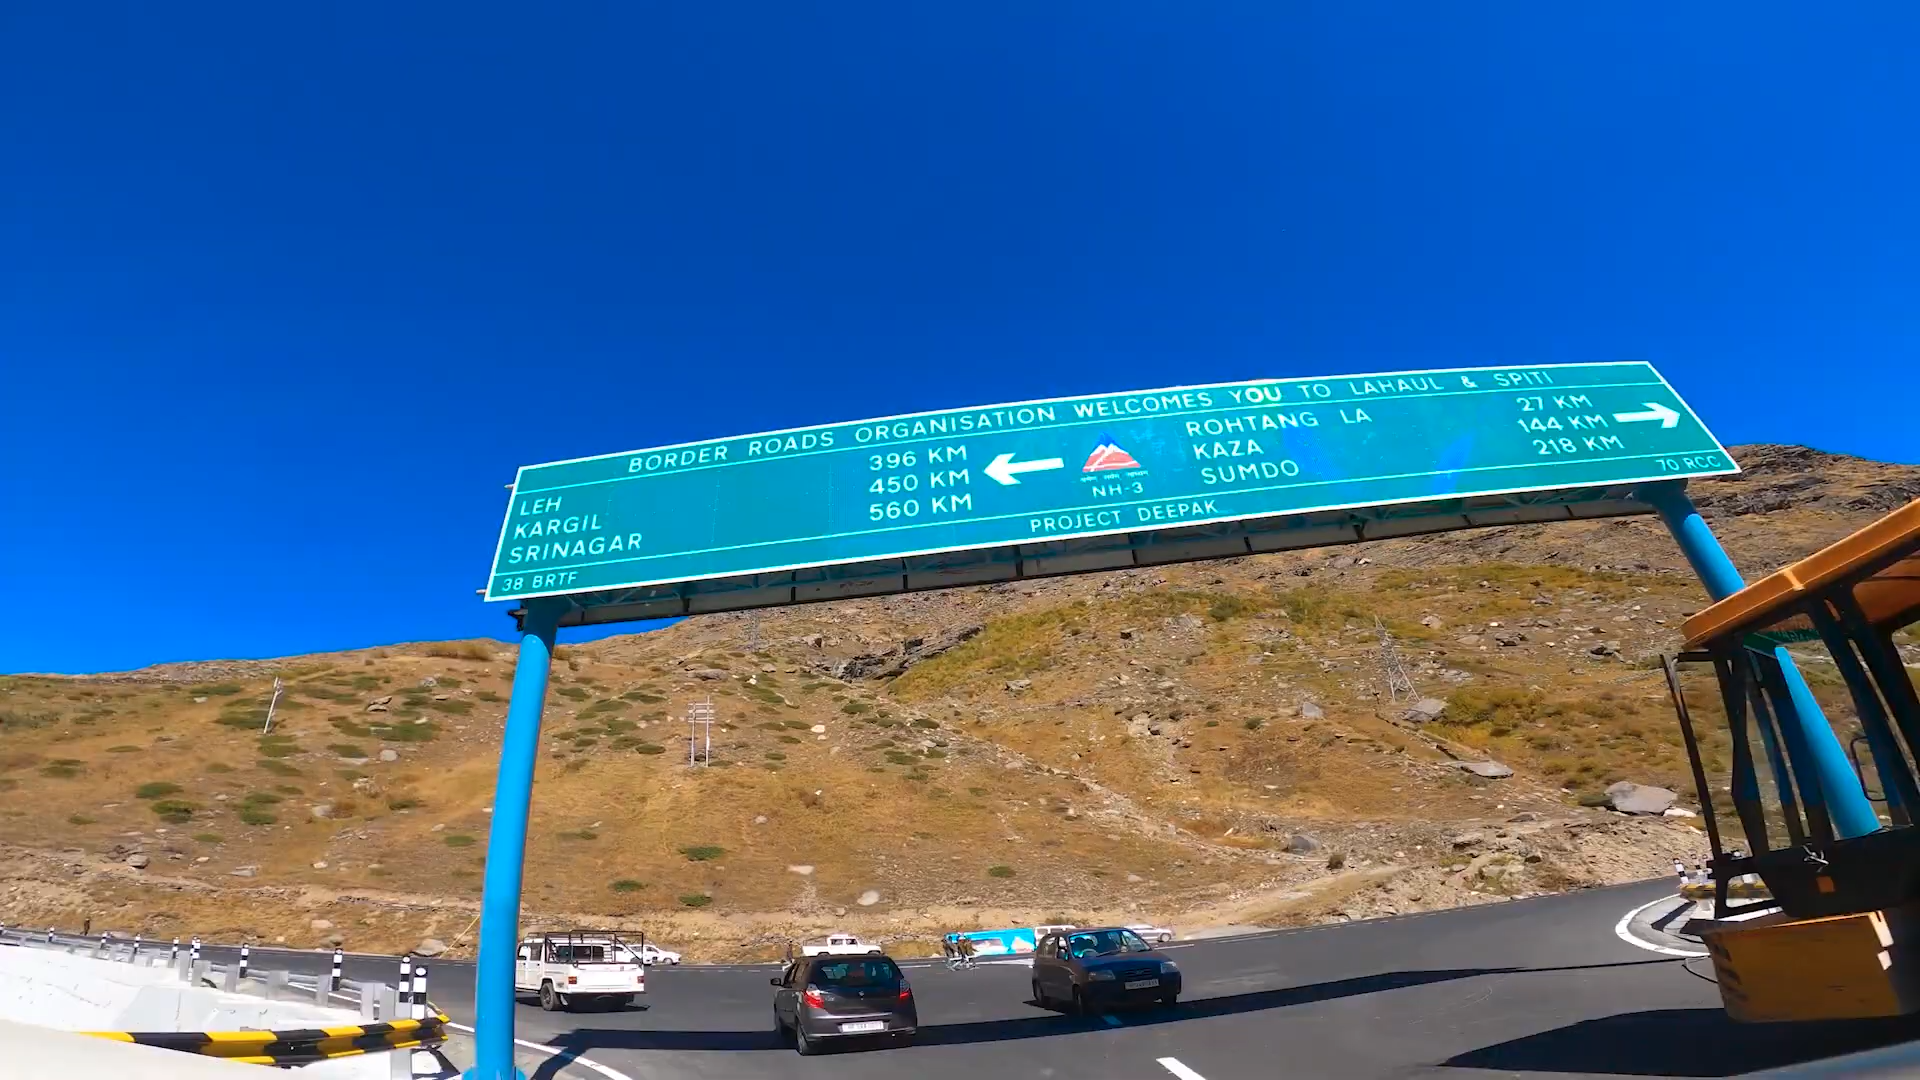 BORDER ROADS ORGANISATION WELCOMES YOU TO LAHAUL & SPITI
LEH 396 KM
KARGIL 450 KM
SRINAGAR 560 KM
NH-3
ROHTANG LA 27 KM
KAZA 144 KM
SUMDO 218 KM
38 BRTF
PROJECT DEEPAK
70 RCC